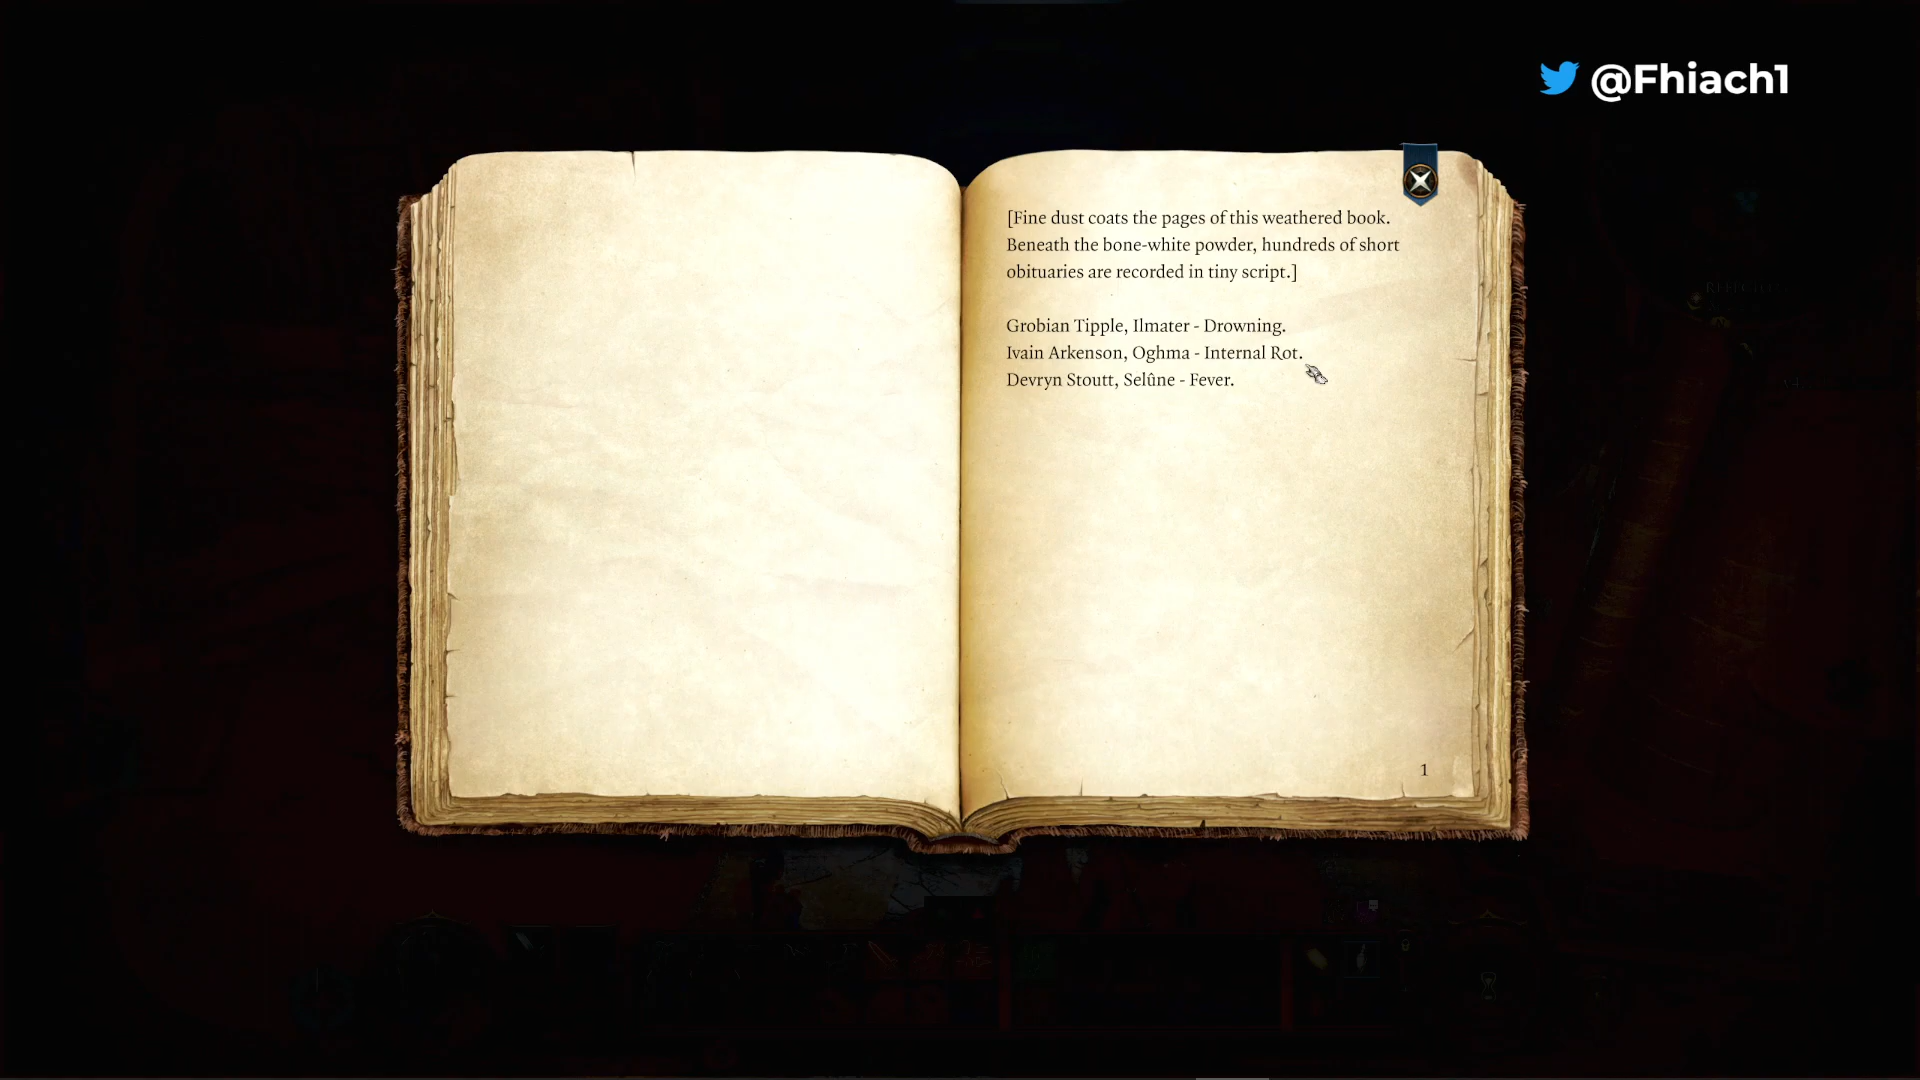 @Fhiach1
[Fine dust coats the pages of this weathered book.
Beneath the bone-white powder, hundreds of short
obituaries are recorded in tiny script.]
Grobian Tipple, Ilmater - Drowning.
Ivain Arkenson, Oghma - Internal Rot.
Devryn Stoutt, Selûne - Fever.
1